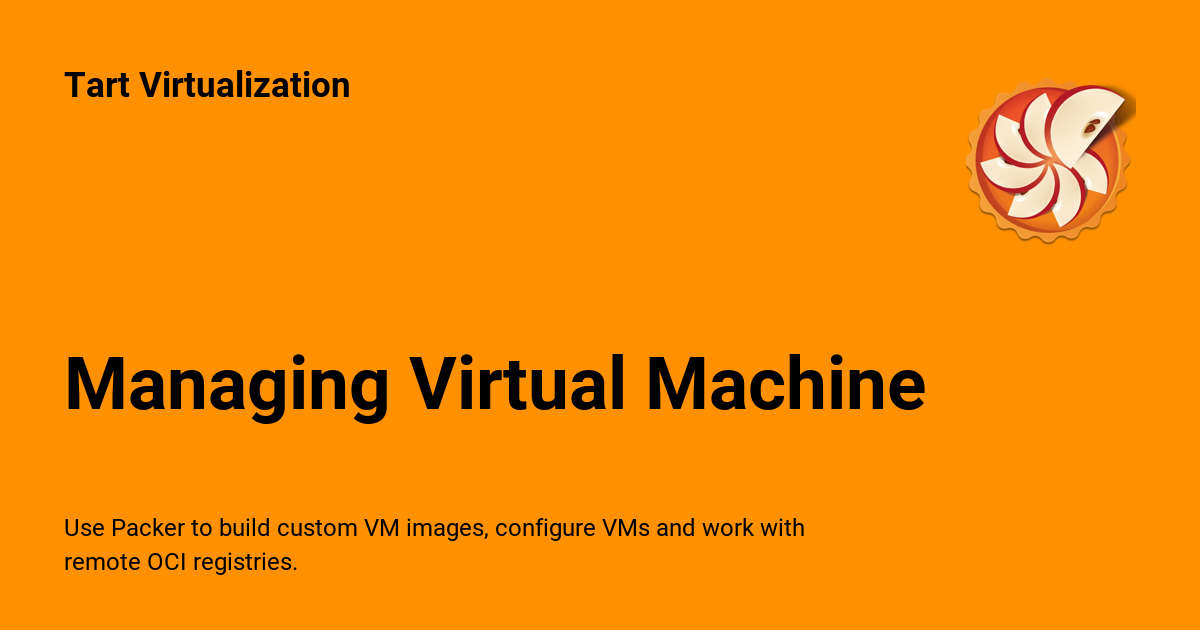 Tart Virtualization
Managing Virtual Machine
Use Packer to build custom VM images, configure VMs and work with
remote OCI registries.